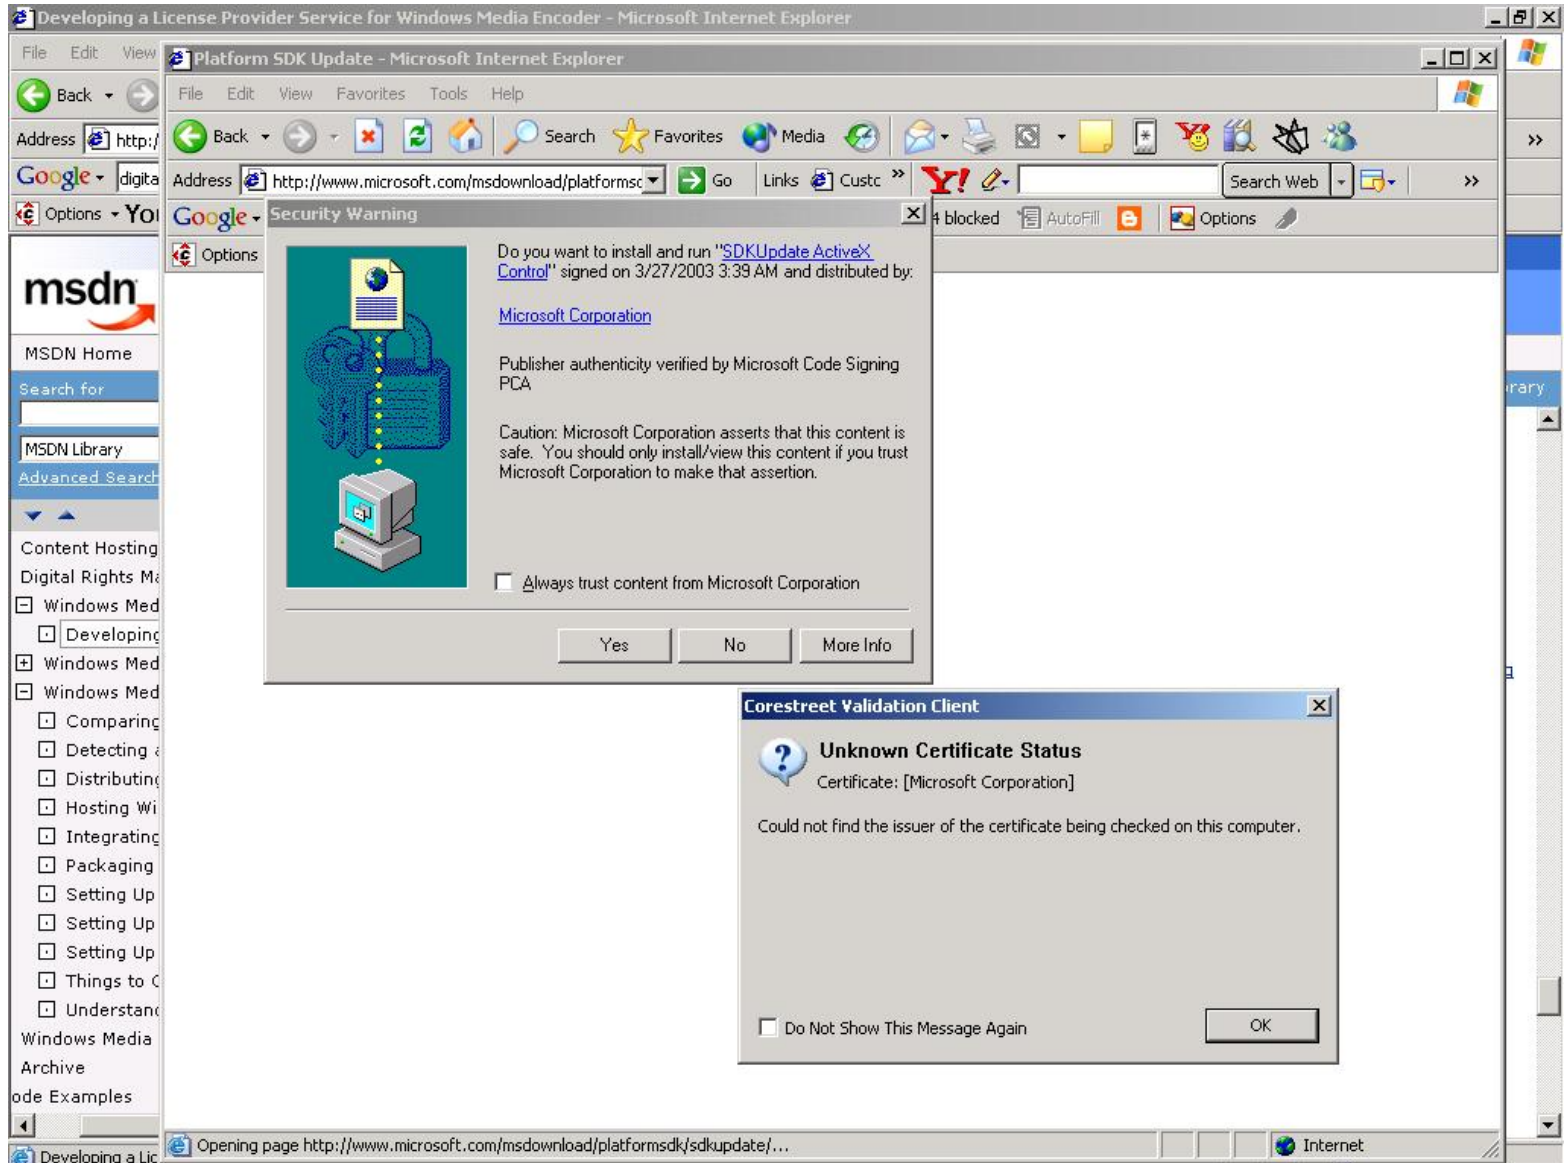 Developing a License Provider Service for Windows Media Encoder - Microsoft Internet Explorer
File Edit View
Back
Address http:/
Google digita
Options
msdn
MSDN Home
Search for
MSDN Library
Advanced Search
Content Hosting
Digital Rights
Windows Med
Developing
Windows Med
Windows Med
Comparing
Detecting
Distributing
Hosting Wi
Integrating
Packaging
Setting Up
Setting Up
Setting Up
Things to
Understand
Windows Media
Archive
ode Examples
Developing a Lic
Platform SDK Update - Microsoft Internet Explorer
File Edit View Favorites Tools Help
Back Search Favorites Media
Address http://www.microsoft.com/msdownload/platformsd Go Links Custc » Y! Search Web »
Google 4 blocked AutoFill Options
Options
Security Warning
Do you want to install and run "SDKUpdate ActiveX
Control" signed on 3/27/2003 3:39 AM and distributed by:
Microsoft Corporation
Publisher authenticity verified by Microsoft Code Signing
PCA
Caution: Microsoft Corporation asserts that this content is
safe. You should only install/view this content if you trust
Microsoft Corporation to make that assertion.
Always trust content from Microsoft Corporation
Yes No More Info
Corestreet Validation Client
Unknown Certificate Status
Certificate: [Microsoft Corporation]
Could not find the issuer of the certificate being checked on this computer.
Do Not Show This Message Again OK
Opening page http://www.microsoft.com/msdownload/platformsdk/sdkupdate/... Internet
»
rary